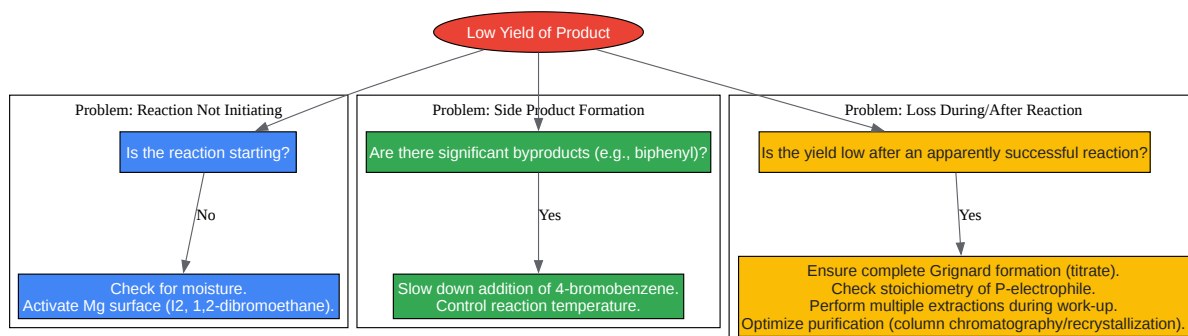 Low Yield of Product
Problem: Reaction Not Initiating
Is the reaction starting?
No
Check for moisture.
Activate Mg surface (I2, 1,2-dibromoethane).
Problem: Side Product Formation
Are there significant byproducts (e.g., biphenyl)?
Yes
Slow down addition of 4-bromobenzene.
Control reaction temperature.
Problem: Loss During/After Reaction
Is the yield low after an apparently successful reaction?
Yes
Ensure complete Grignard formation (titrate).
Check stoichiometry of P-electrophile.
Perform multiple extractions during work-up.
Optimize purification (column chromatography/recrystallization).